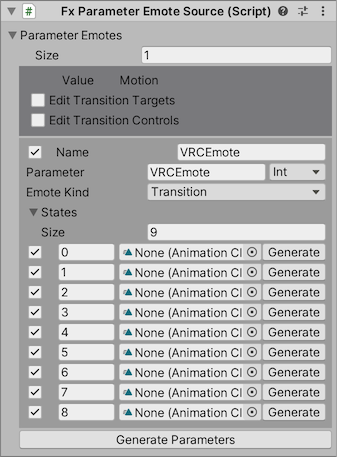 Fx Parameter Emote Source (Script)
Parameter Emotes
Size 1
Value Motion
Edit Transition Targets
Edit Transition Controls
Name VRCEmote
Parameter VRCEmote Int
Emote Kind Transition
States
Size 9
0 None (Animation Cl Generate
1 None (Animation Cl Generate
2 None (Animation Cl Generate
3 None (Animation Cl Generate
4 None (Animation Cl Generate
5 None (Animation Cl Generate
6 None (Animation Cl Generate
7 None (Animation Cl Generate
8 None (Animation Cl Generate
Generate Parameters